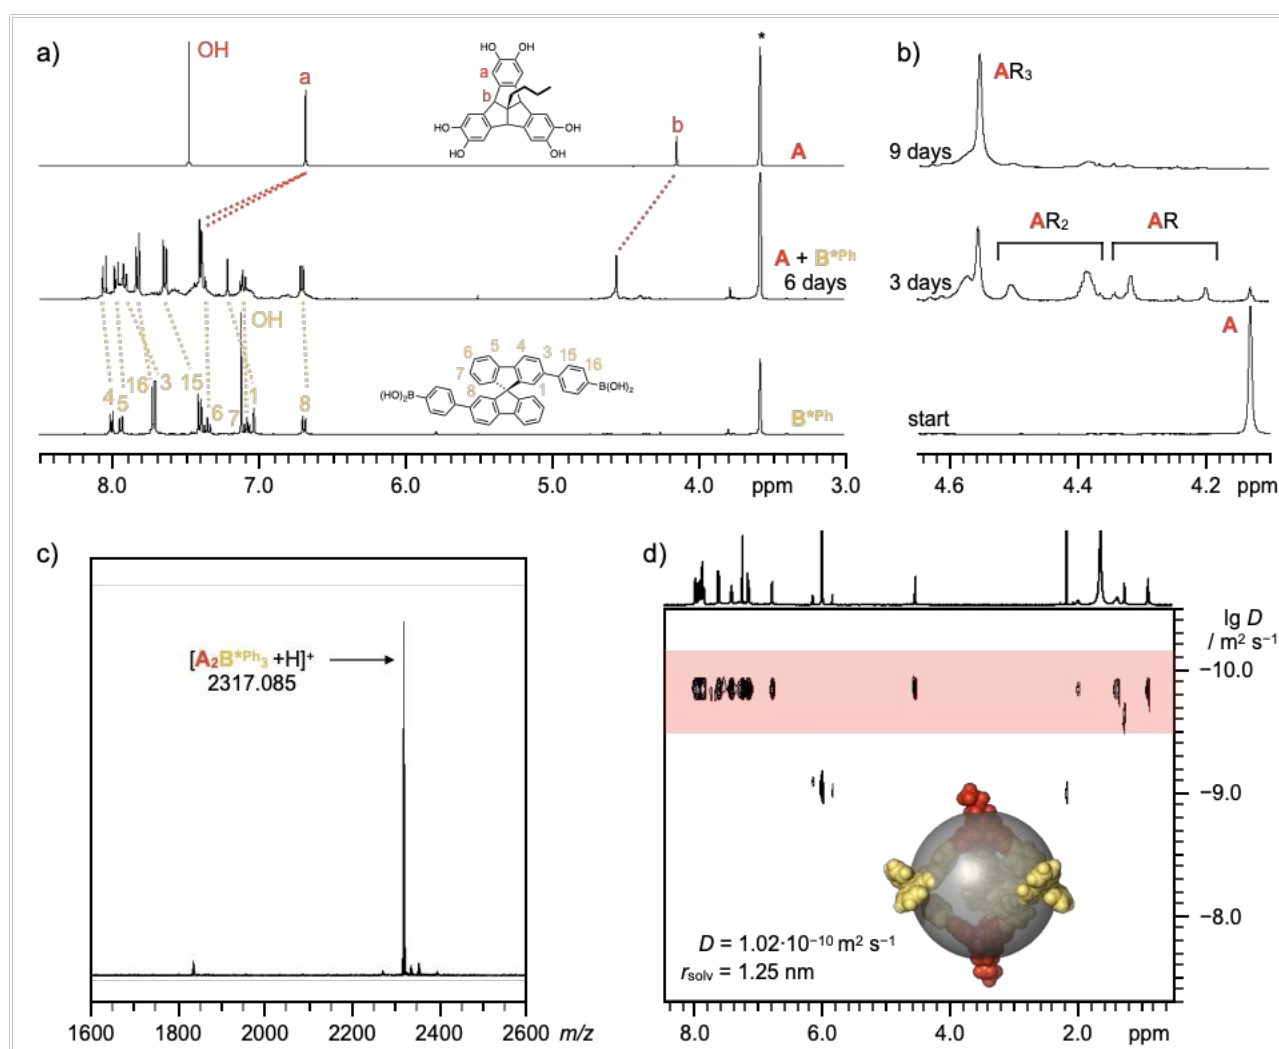 a)
OH
a
HO OH
a
b
HO
HO
OH
OH
b
*
A
A + B*Ph
6 days
OH
4 5 16 3 15 6 7 1 8
6 5 4 3 15 16
7 8 1
(HO)₂B
B(OH)₂
B*Ph
8.0 7.0 6.0 5.0 4.0 ppm 3.0
b)
AR₃
9 days
AR₂ AR
3 days
A
start
4.6 4.4 4.2 ppm
c)
[A₂B*Ph₃ +H]⁺
2317.085
1600 1800 2000 2200 2400 m/z 2600
d)
lg D
/ m² s⁻¹
−10.0
−9.0
−8.0
D = 1.02·10⁻¹⁰ m² s⁻¹
rsolv = 1.25 nm
8.0 6.0 4.0 2.0 ppm